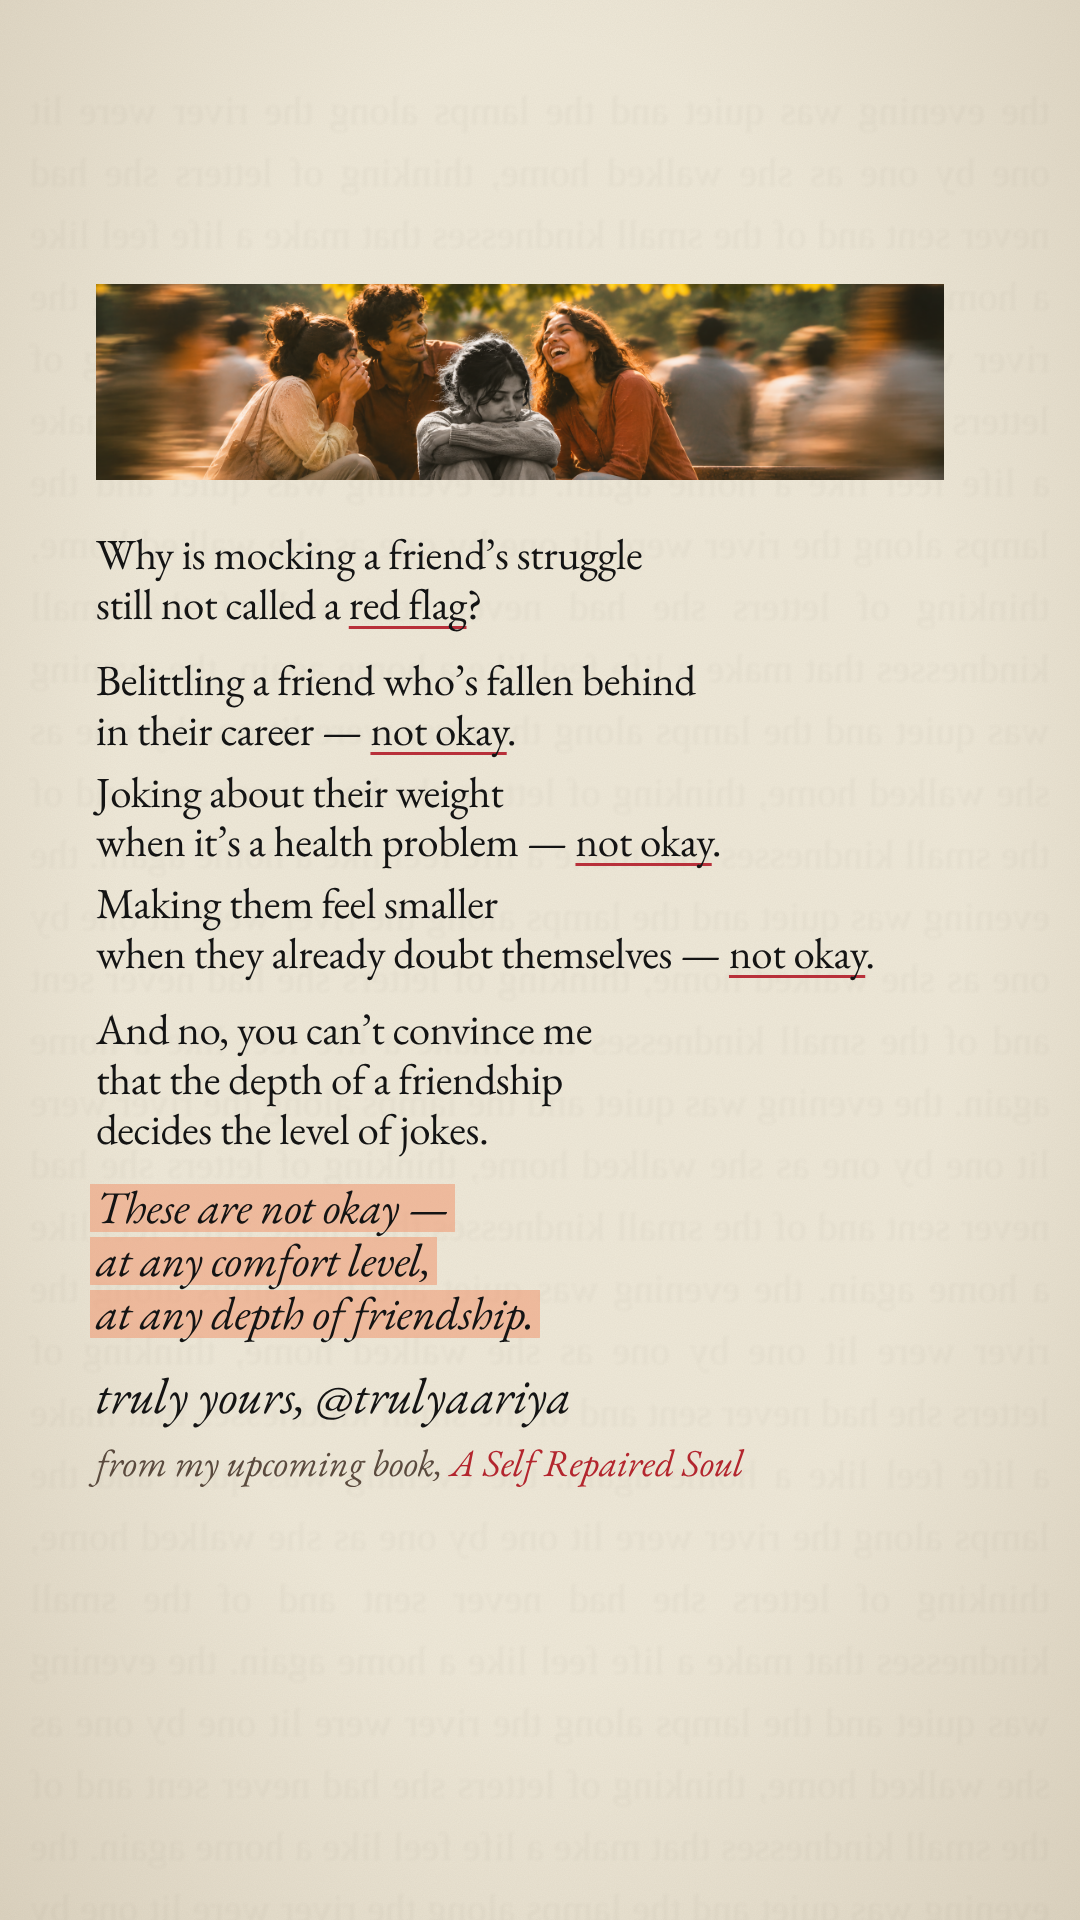 Why is mocking a friend’s struggle
still not called a red flag?
Belittling a friend who’s fallen behind
in their career — not okay.
Joking about their weight
when it’s a health problem — not okay.
Making them feel smaller
when they already doubt themselves — not okay.
And no, you can’t convince me
that the depth of a friendship
decides the level of jokes.
These are not okay —
at any comfort level,
at any depth of friendship.
truly yours, @trulyaariya
from my upcoming book, A Self Repaired Soul